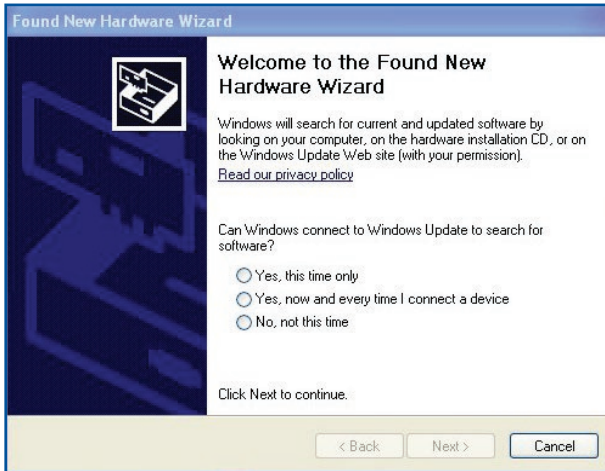 Found New Hardware Wizard
Welcome to the Found New
Hardware Wizard
Windows will search for current and updated software by
looking on your computer, on the hardware installation CD, or on
the Windows Update Web site (with your permission).
Read our privacy policy
Can Windows connect to Windows Update to search for
software?
Yes, this time only
Yes, now and every time I connect a device
No, not this time
Click Next to continue.
< Back Next > Cancel